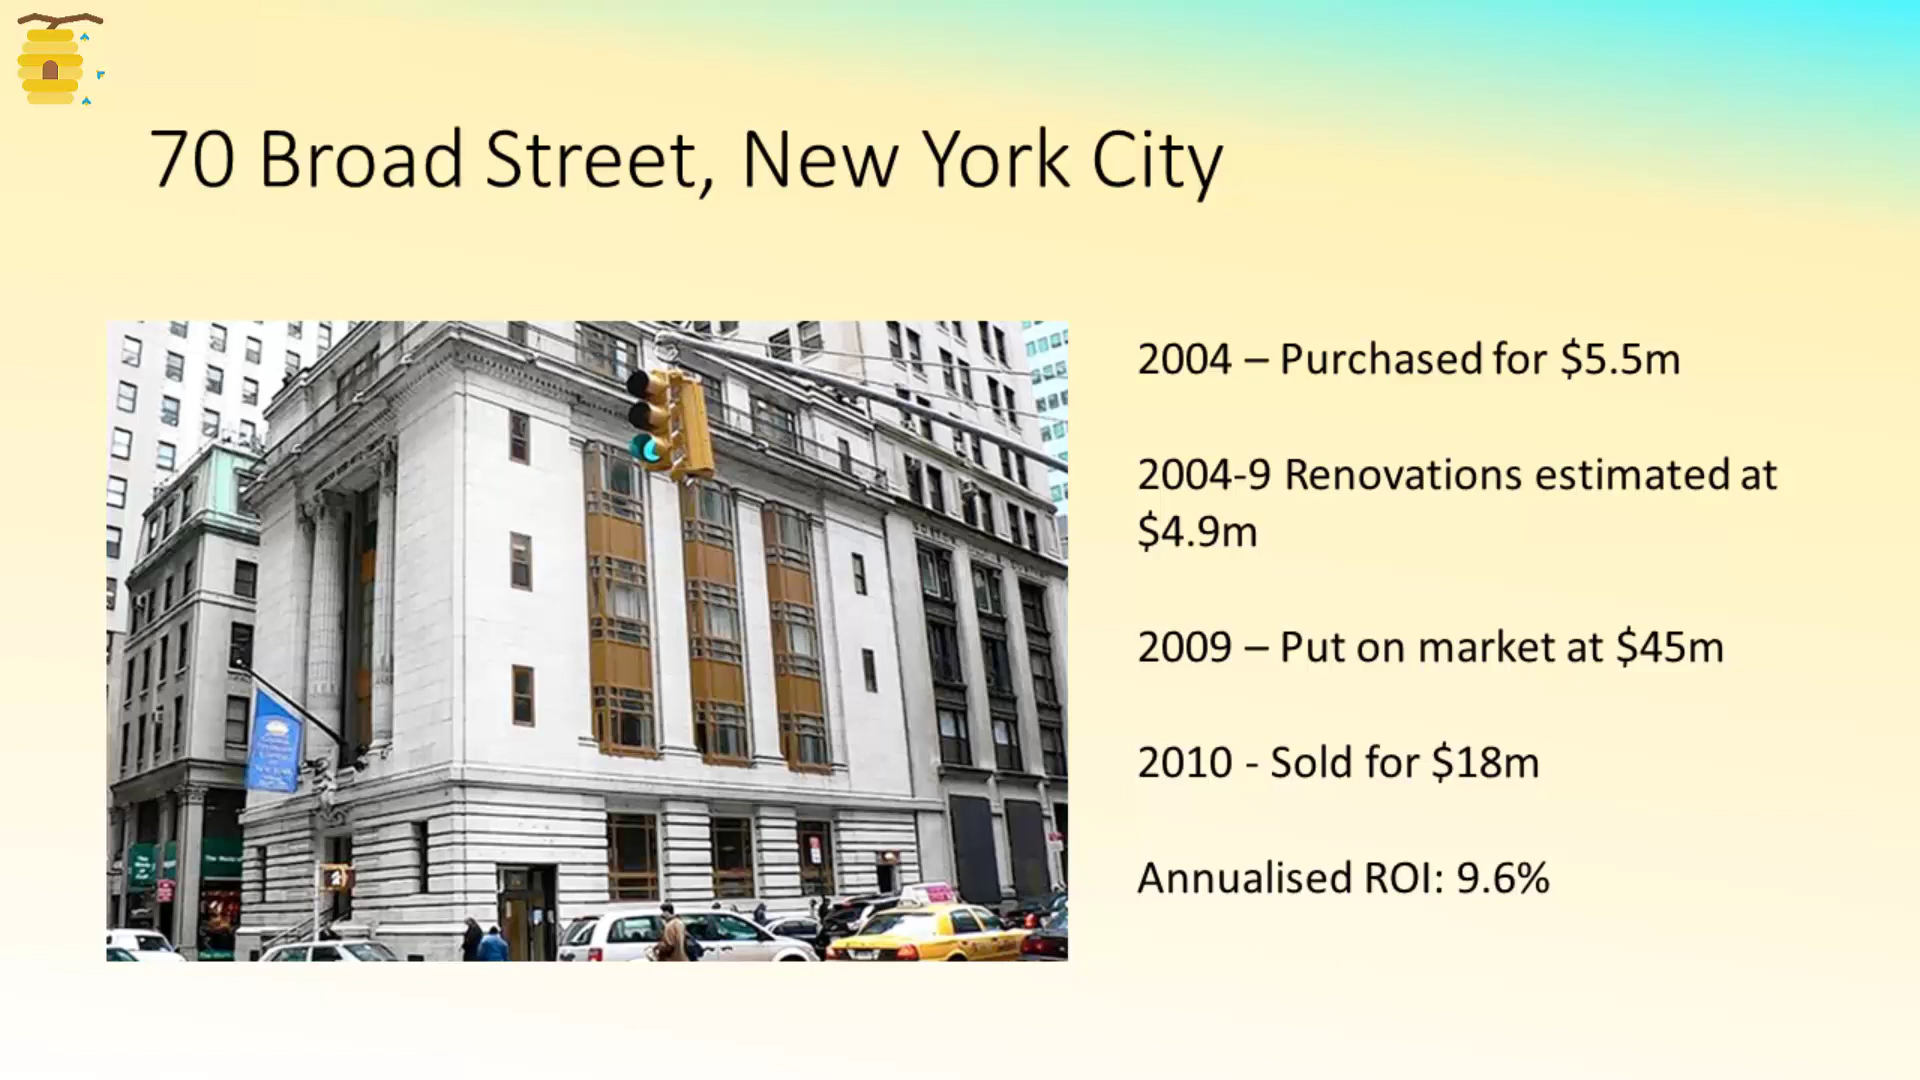 70 Broad Street, New York City
2004 – Purchased for $5.5m
2004-9 Renovations estimated at
$4.9m
2009 – Put on market at $45m
2010 - Sold for $18m
Annualised ROI: 9.6%